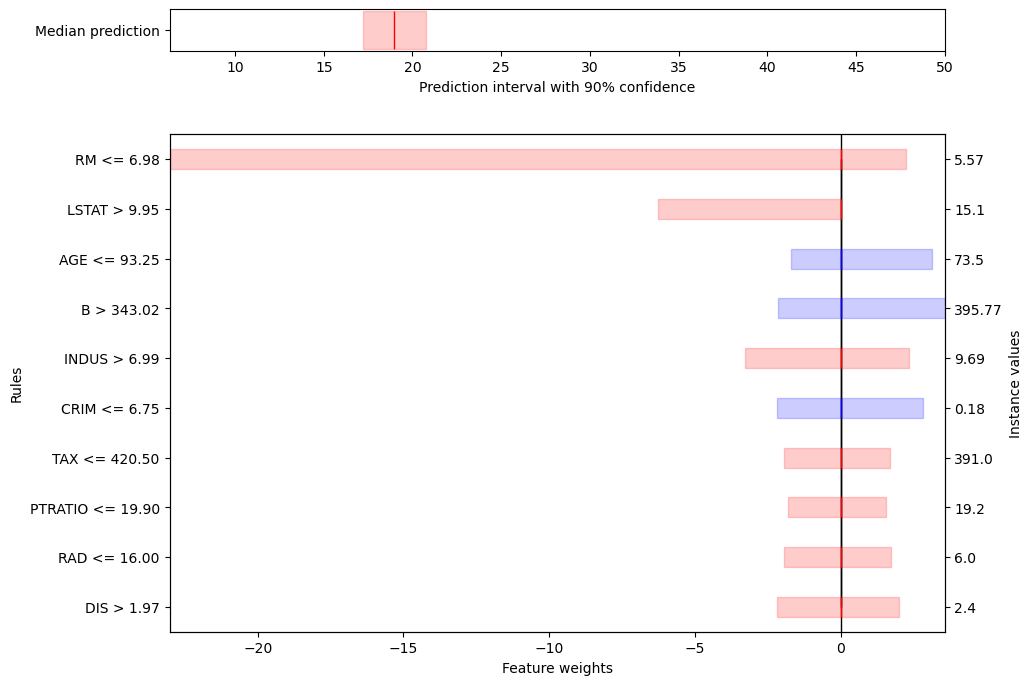 Median prediction
10 15 20 25 30 35 40 45 50
Prediction interval with 90% confidence
Rules
RM <= 6.98 5.57
LSTAT > 9.95 15.1
AGE <= 93.25 73.5
B > 343.02 395.77
INDUS > 6.99 9.69
CRIM <= 6.75 0.18
TAX <= 420.50 391.0
PTRATIO <= 19.90 19.2
RAD <= 16.00 6.0
DIS > 1.97 2.4
Instance values
−20 −15 −10 −5 0
Feature weights